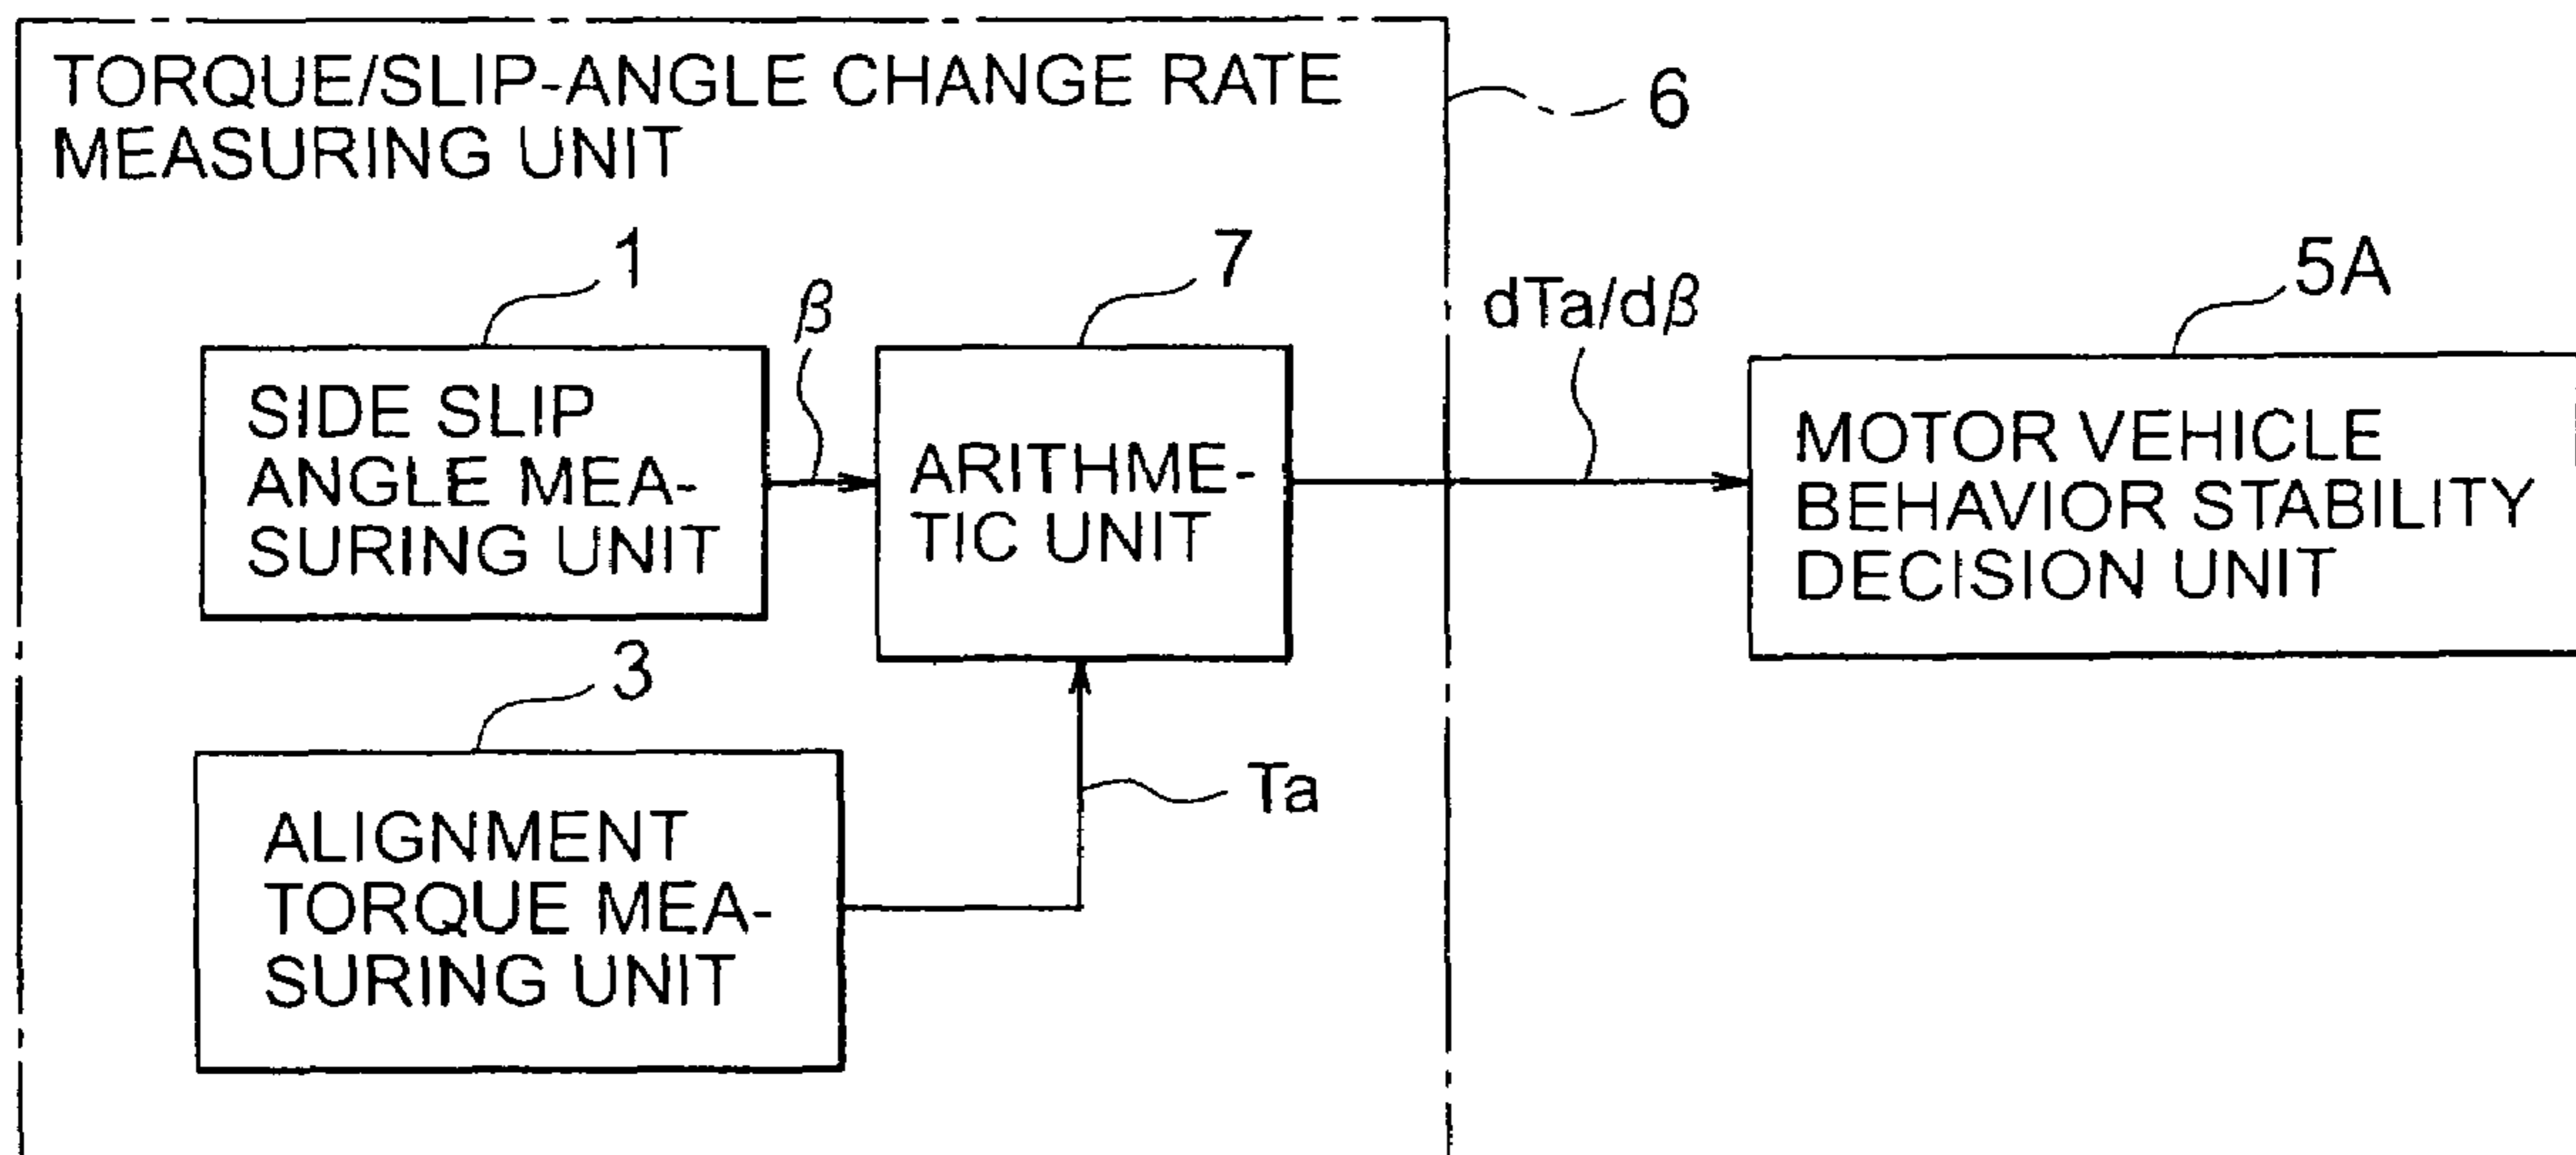 TORQUE/SLIP-ANGLE CHANGE RATE
MEASURING UNIT
6
1
β
7
dTa/dβ
5A
SIDE SLIP
ANGLE MEA-
SURING UNIT
ARITHME-
TIC UNIT
MOTOR VEHICLE
BEHAVIOR STABILITY
DECISION UNIT
3
Ta
ALIGNMENT
TORQUE MEA-
SURING UNIT